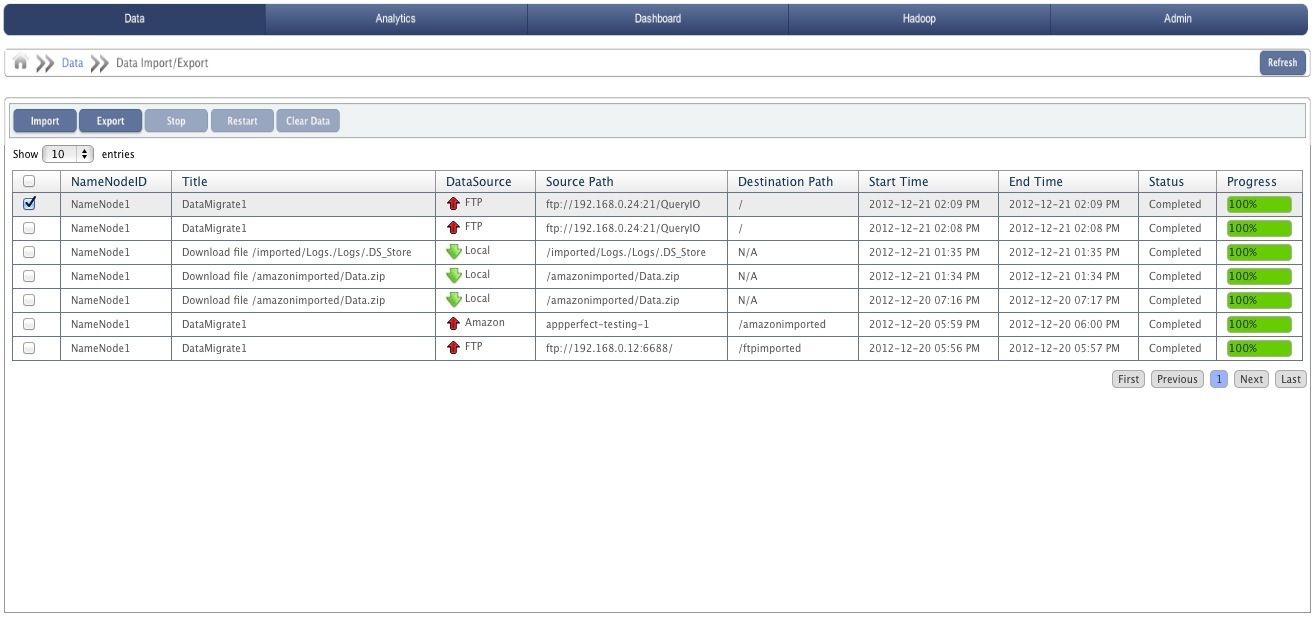 Data Analytics Dashboard Hadoop Admin
Data Data Import/Export Refresh
Import Export Stop Restart Clear Data
Show 10 entries
NameNodeID Title DataSource Source Path Destination Path Start Time End Time Status Progress
NameNode1 DataMigrate1 FTP ftp://192.168.0.24:21/QueryIO / 2012-12-21 02:09 PM 2012-12-21 02:09 PM Completed 100%
NameNode1 DataMigrate1 FTP ftp://192.168.0.24:21/QueryIO / 2012-12-21 02:08 PM 2012-12-21 02:08 PM Completed 100%
NameNode1 Download file /imported/Logs./Logs/.DS_Store Local /imported/Logs./Logs/.DS_Store N/A 2012-12-21 01:35 PM 2012-12-21 01:35 PM Completed 100%
NameNode1 Download file /amazonimported/Data.zip Local /amazonimported/Data.zip N/A 2012-12-21 01:34 PM 2012-12-21 01:34 PM Completed 100%
NameNode1 Download file /amazonimported/Data.zip Local /amazonimported/Data.zip N/A 2012-12-20 07:16 PM 2012-12-20 07:17 PM Completed 100%
NameNode1 DataMigrate1 Amazon appperfect-testing-1 /amazonimported 2012-12-20 05:59 PM 2012-12-20 06:00 PM Completed 100%
NameNode1 DataMigrate1 FTP ftp://192.168.0.12:6688/ /ftpimported 2012-12-20 05:56 PM 2012-12-20 05:57 PM Completed 100%
First Previous 1 Next Last